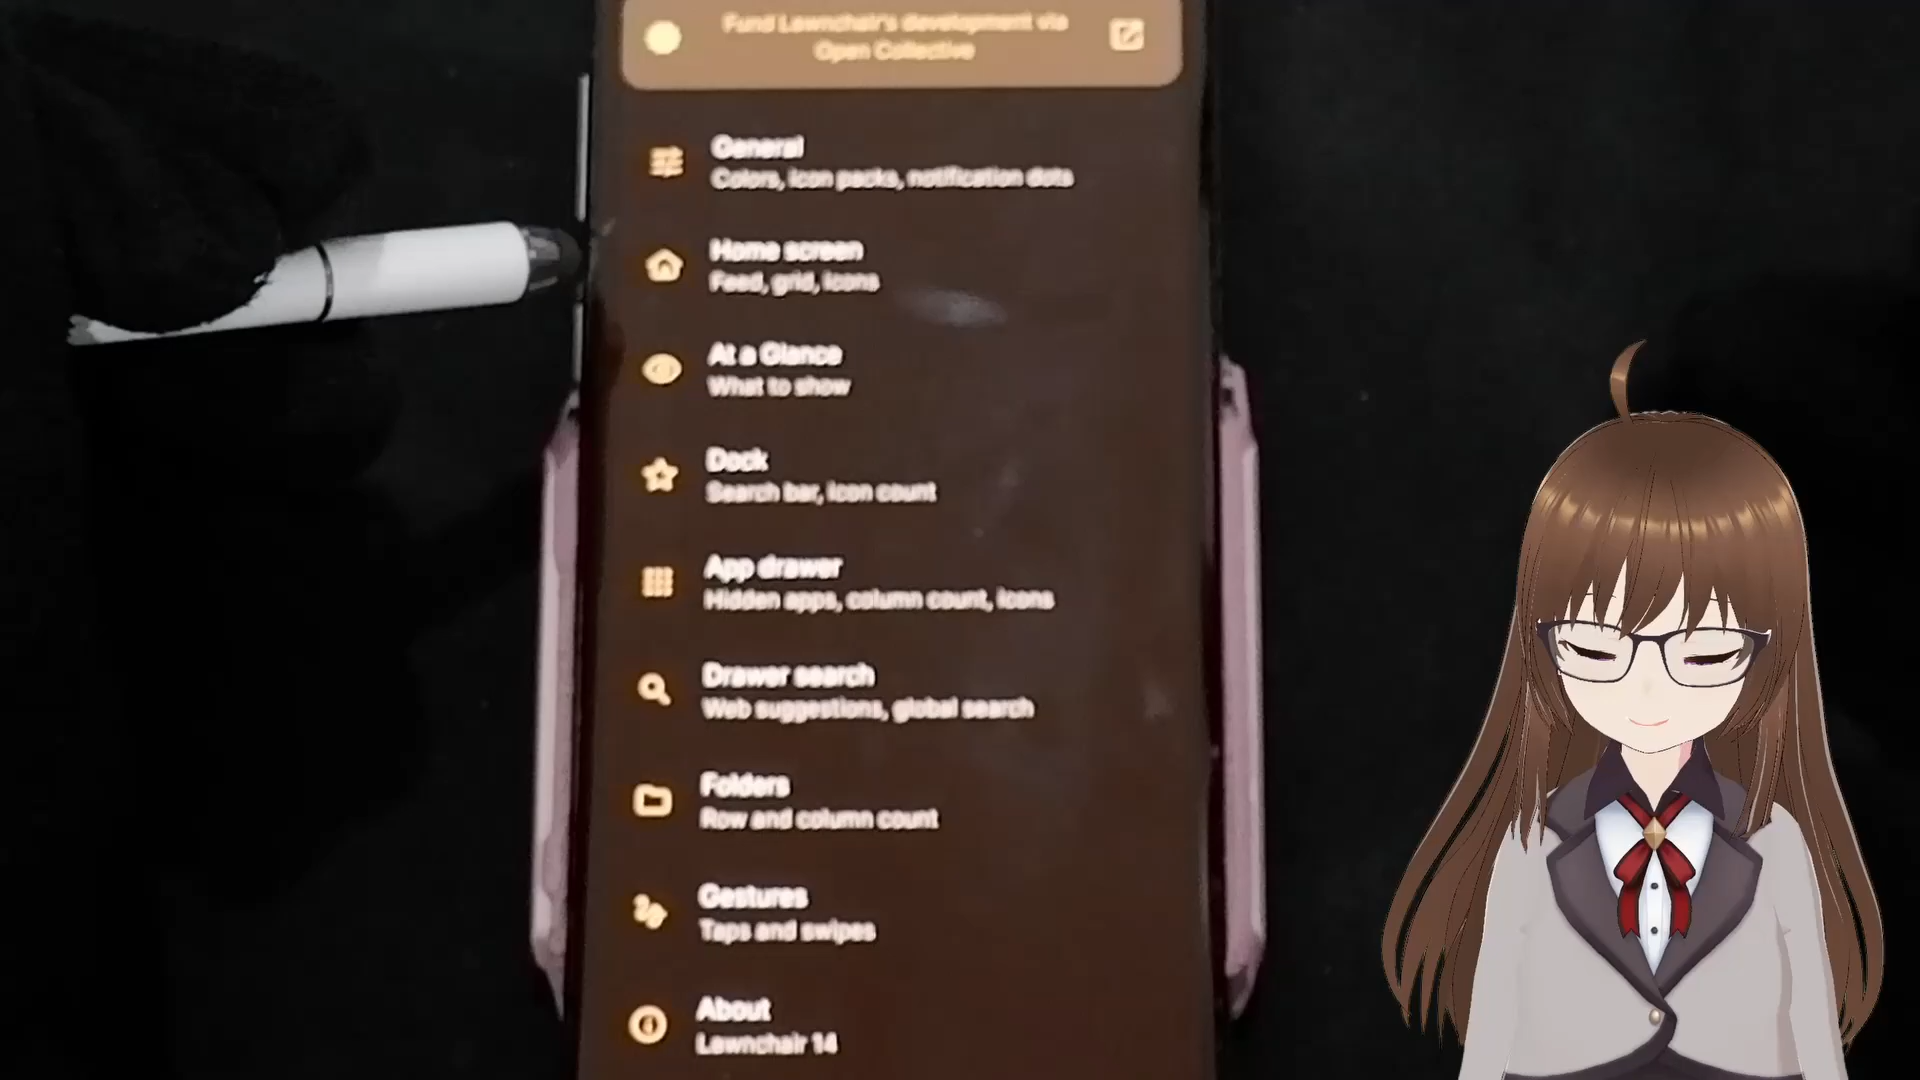 Fund Lawnchair's development via
Open Collective
General
Colors, icon packs, notification dots
Home screen
Feed, grid, icons
At a Glance
What to show
Dock
Search bar, icon count
App drawer
Hidden apps, column count, icons
Drawer search
Web suggestions, global search
Folders
Row and column count
Gestures
Taps and swipes
About
Lawnchair 14